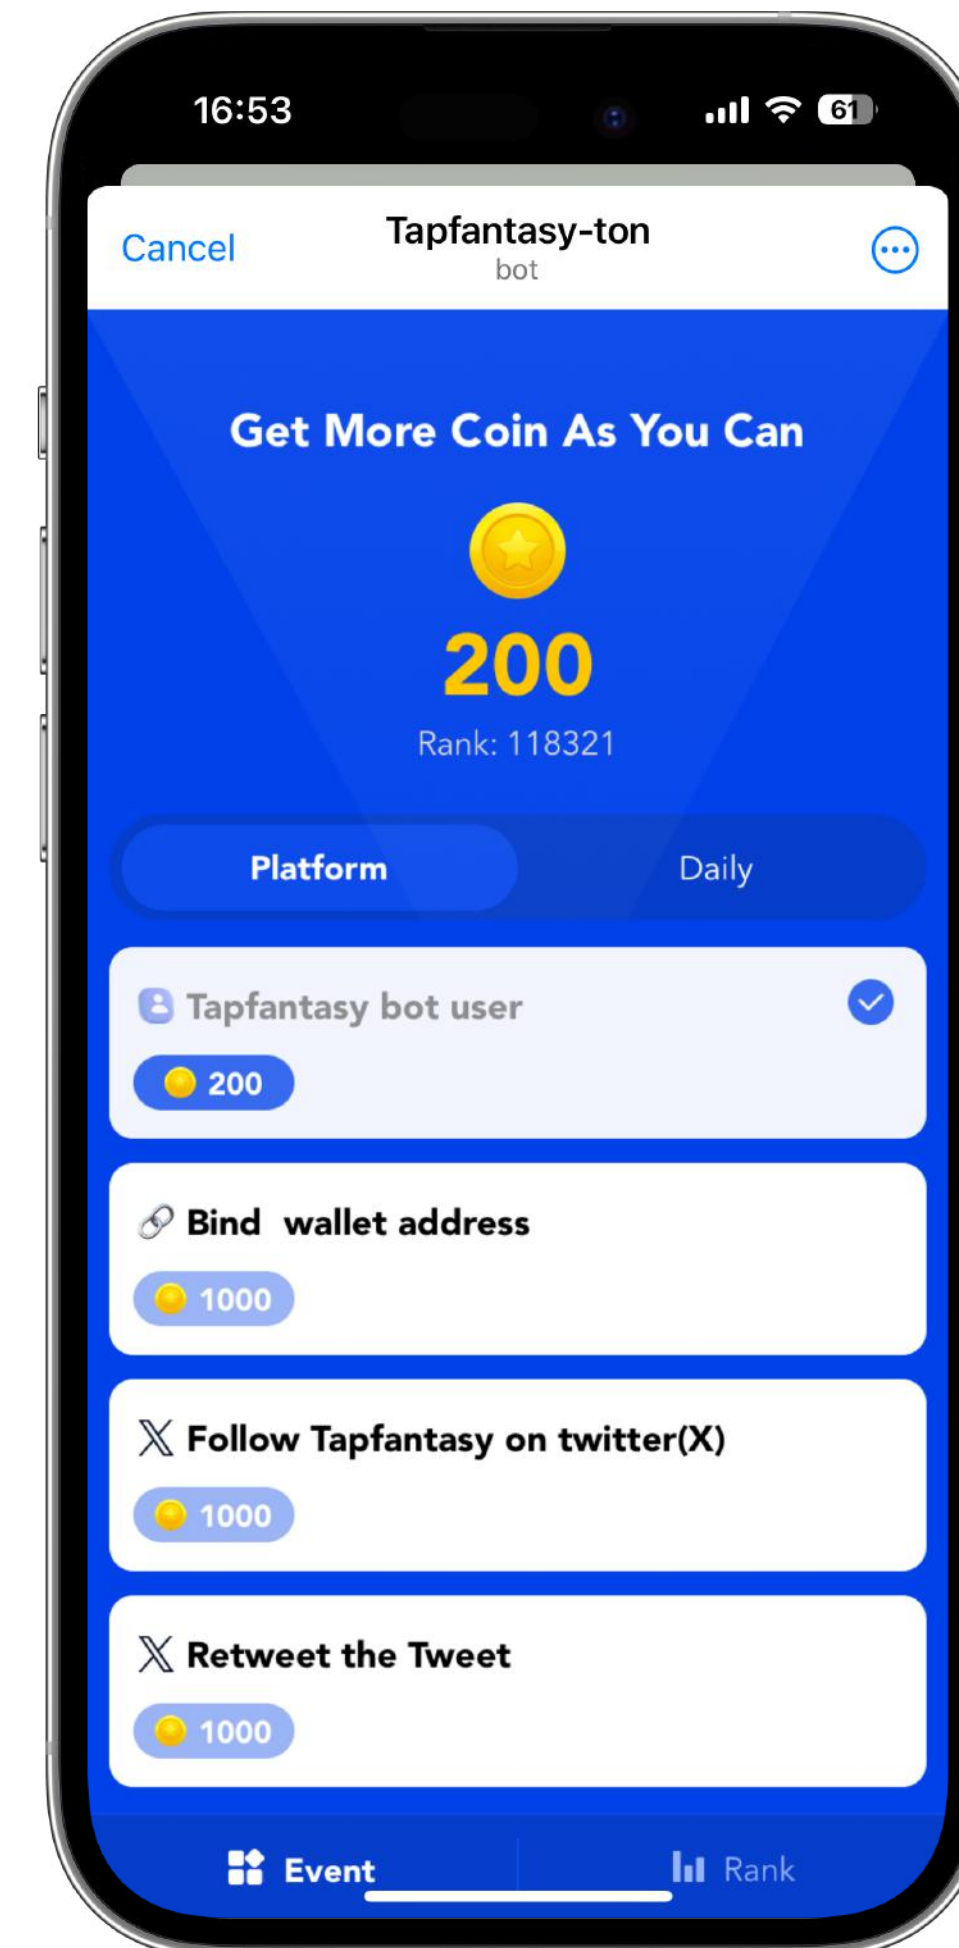 16:53
61
Cancel
Tapfantasy-ton
bot
Get More Coin As You Can
200
Rank: 118321
Platform
Daily
Tapfantasy bot user
200
Bind wallet address
1000
Follow Tapfantasy on twitter(X)
1000
Retweet the Tweet
1000
Event
Rank